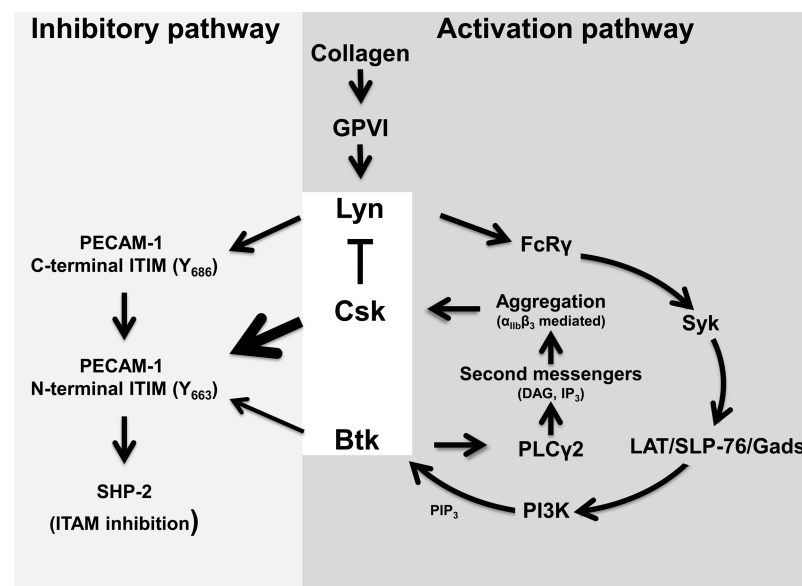 Inhibitory pathway
Activation pathway
Collagen
GPVI
Lyn
PECAM-1
C-terminal ITIM (Y686)
FcRγ
Csk
Aggregation
(αIIbβ3 mediated)
Syk
PECAM-1
N-terminal ITIM (Y663)
Second messengers
(DAG, IP3)
Btk
PLCγ2
LAT/SLP-76/Gads
SHP-2
(ITAM inhibition)
PIP3
PI3K